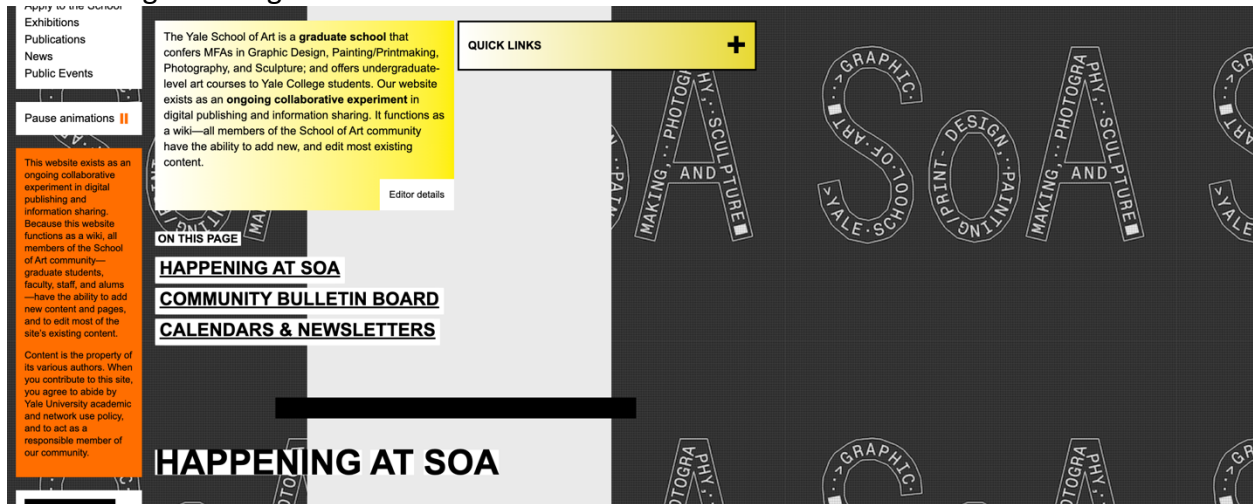 Exhibitions
Publications
News
Public Events
Pause animations
This website exists as an
ongoing collaborative
experiment in digital
publishing and
information sharing.
Because this website
functions as a wiki, all
members of the School
of Art community—
graduate students,
faculty, staff, and alums
—have the ability to add
new content and pages,
and to edit most of the
site's existing content.
Content is the property of
its various authors. When
you contribute to this site,
you agree to abide by
Yale University academic
and network use policy,
and to act as a
responsible member of
our community.
The Yale School of Art is a graduate school that
confers MFAs in Graphic Design, Painting/Printmaking,
Photography, and Sculpture; and offers undergraduate-
level art courses to Yale College students. Our website
exists as an ongoing collaborative experiment in
digital publishing and information sharing. It functions as
a wiki—all members of the School of Art community
have the ability to add new, and edit most existing
content.
Editor details
QUICK LINKS
ON THIS PAGE
HAPPENING AT SOA
COMMUNITY BULLETIN BOARD
CALENDARS & NEWSLETTERS
HAPPENING AT SOA
>YALE·SCHOOL·OF·ART·
·>GRAPHIC·
DESIGN,··PAINTING/PRINT-
MAKING,··PHOTOGRA
PHY,··SCULPTURE
AND